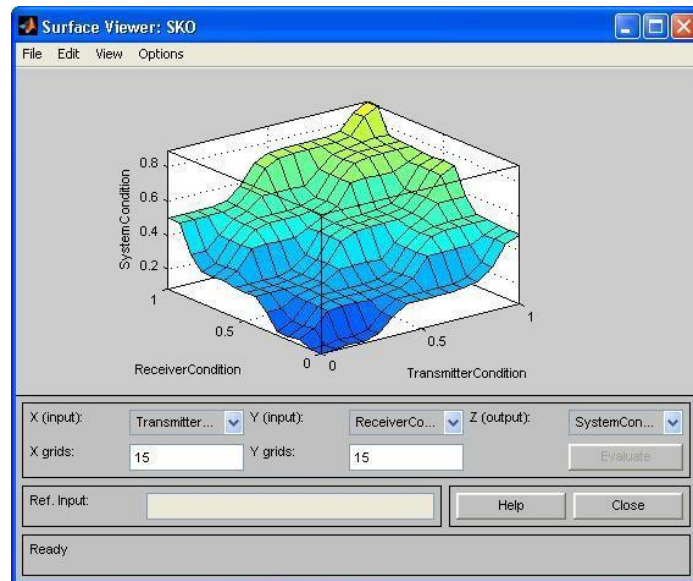 Surface Viewer: SKO
File Edit View Options
0.8
0.6
0.4
0.2
SystemCondition
1
0.5
0
ReceiverCondition
0
0.5
1
TransmitterCondition
X (input): Transmitter... Y (input): ReceiverCo... Z (output): SystemCon...
X grids: 15 Y grids: 15 Evaluate
Ref. Input: Help Close
Ready